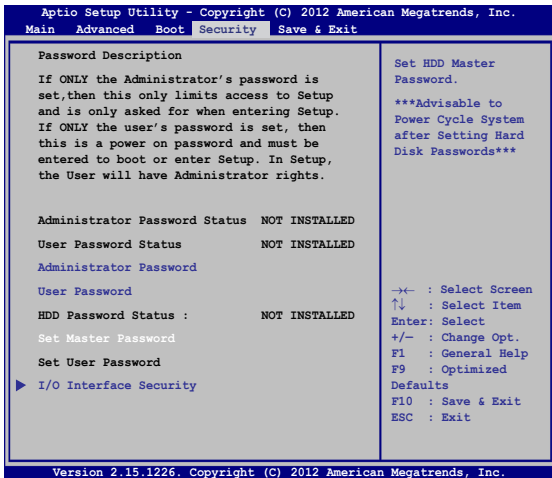 Aptio Setup Utility - Copyright (C) 2012 American Megatrends, Inc.
Main Advanced Boot Security Save & Exit
Password Description
If ONLY the Administrator's password is
set,then this only limits access to Setup
and is only asked for when entering Setup.
If ONLY the user's password is set, then
this is a power on password and must be
entered to boot or enter Setup. In Setup,
the User will have Administrator rights.
Administrator Password Status NOT INSTALLED
User Password Status NOT INSTALLED
Administrator Password
User Password
HDD Password Status : NOT INSTALLED
Set Master Password
Set User Password
I/O Interface Security
Set HDD Master
Password.
***Advisable to
Power Cycle System
after Setting Hard
Disk Passwords***
→← : Select Screen
↑↓ : Select Item
Enter: Select
+/— : Change Opt.
F1 : General Help
F9 : Optimized
Defaults
F10 : Save & Exit
ESC : Exit
Version 2.15.1226. Copyright (C) 2012 American Megatrends, Inc.